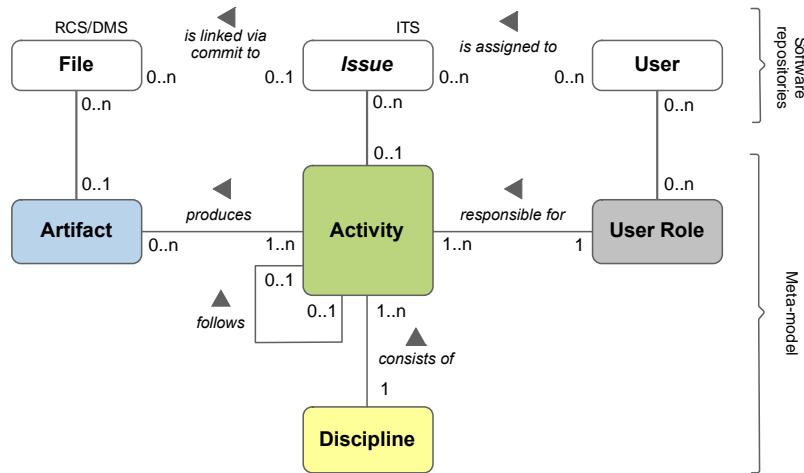 RCS/DMS
ITS
is linked via
commit to
is assigned to
File
Issue
User
0..n
0..1
0..n
0..n
0..n
0..n
0..n
Software
repositories
0..1
0..1
0..n
produces
responsible for
Artifact
Activity
User Role
0..n
1..n
1..n
1
0..1
follows
0..1
1..n
consists of
1
Discipline
Meta-model